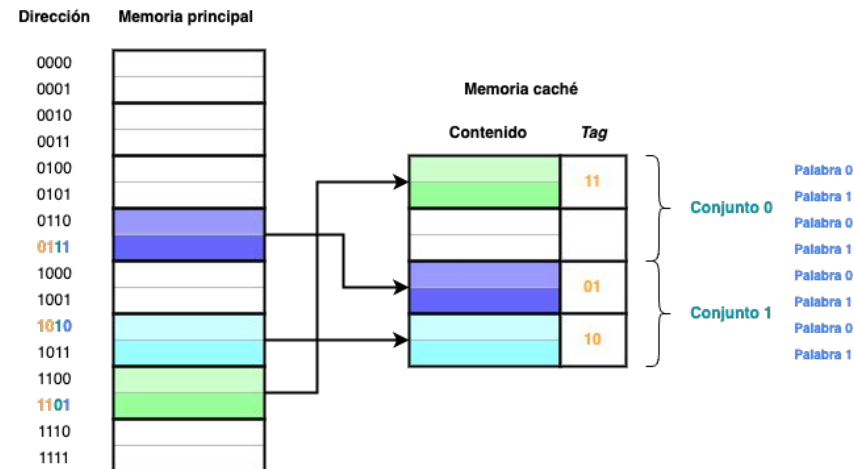 Dirección Memoria principal
0000
0001
Memoria caché
0010
0011
Contenido Tag
0100
0101
0110
0111
1000
1001
1010
1011
1100
1101
1110
1111
11
01
10
Conjunto 0
Conjunto 1
Palabra 0
Palabra 1
Palabra 0
Palabra 1
Palabra 0
Palabra 1
Palabra 0
Palabra 1